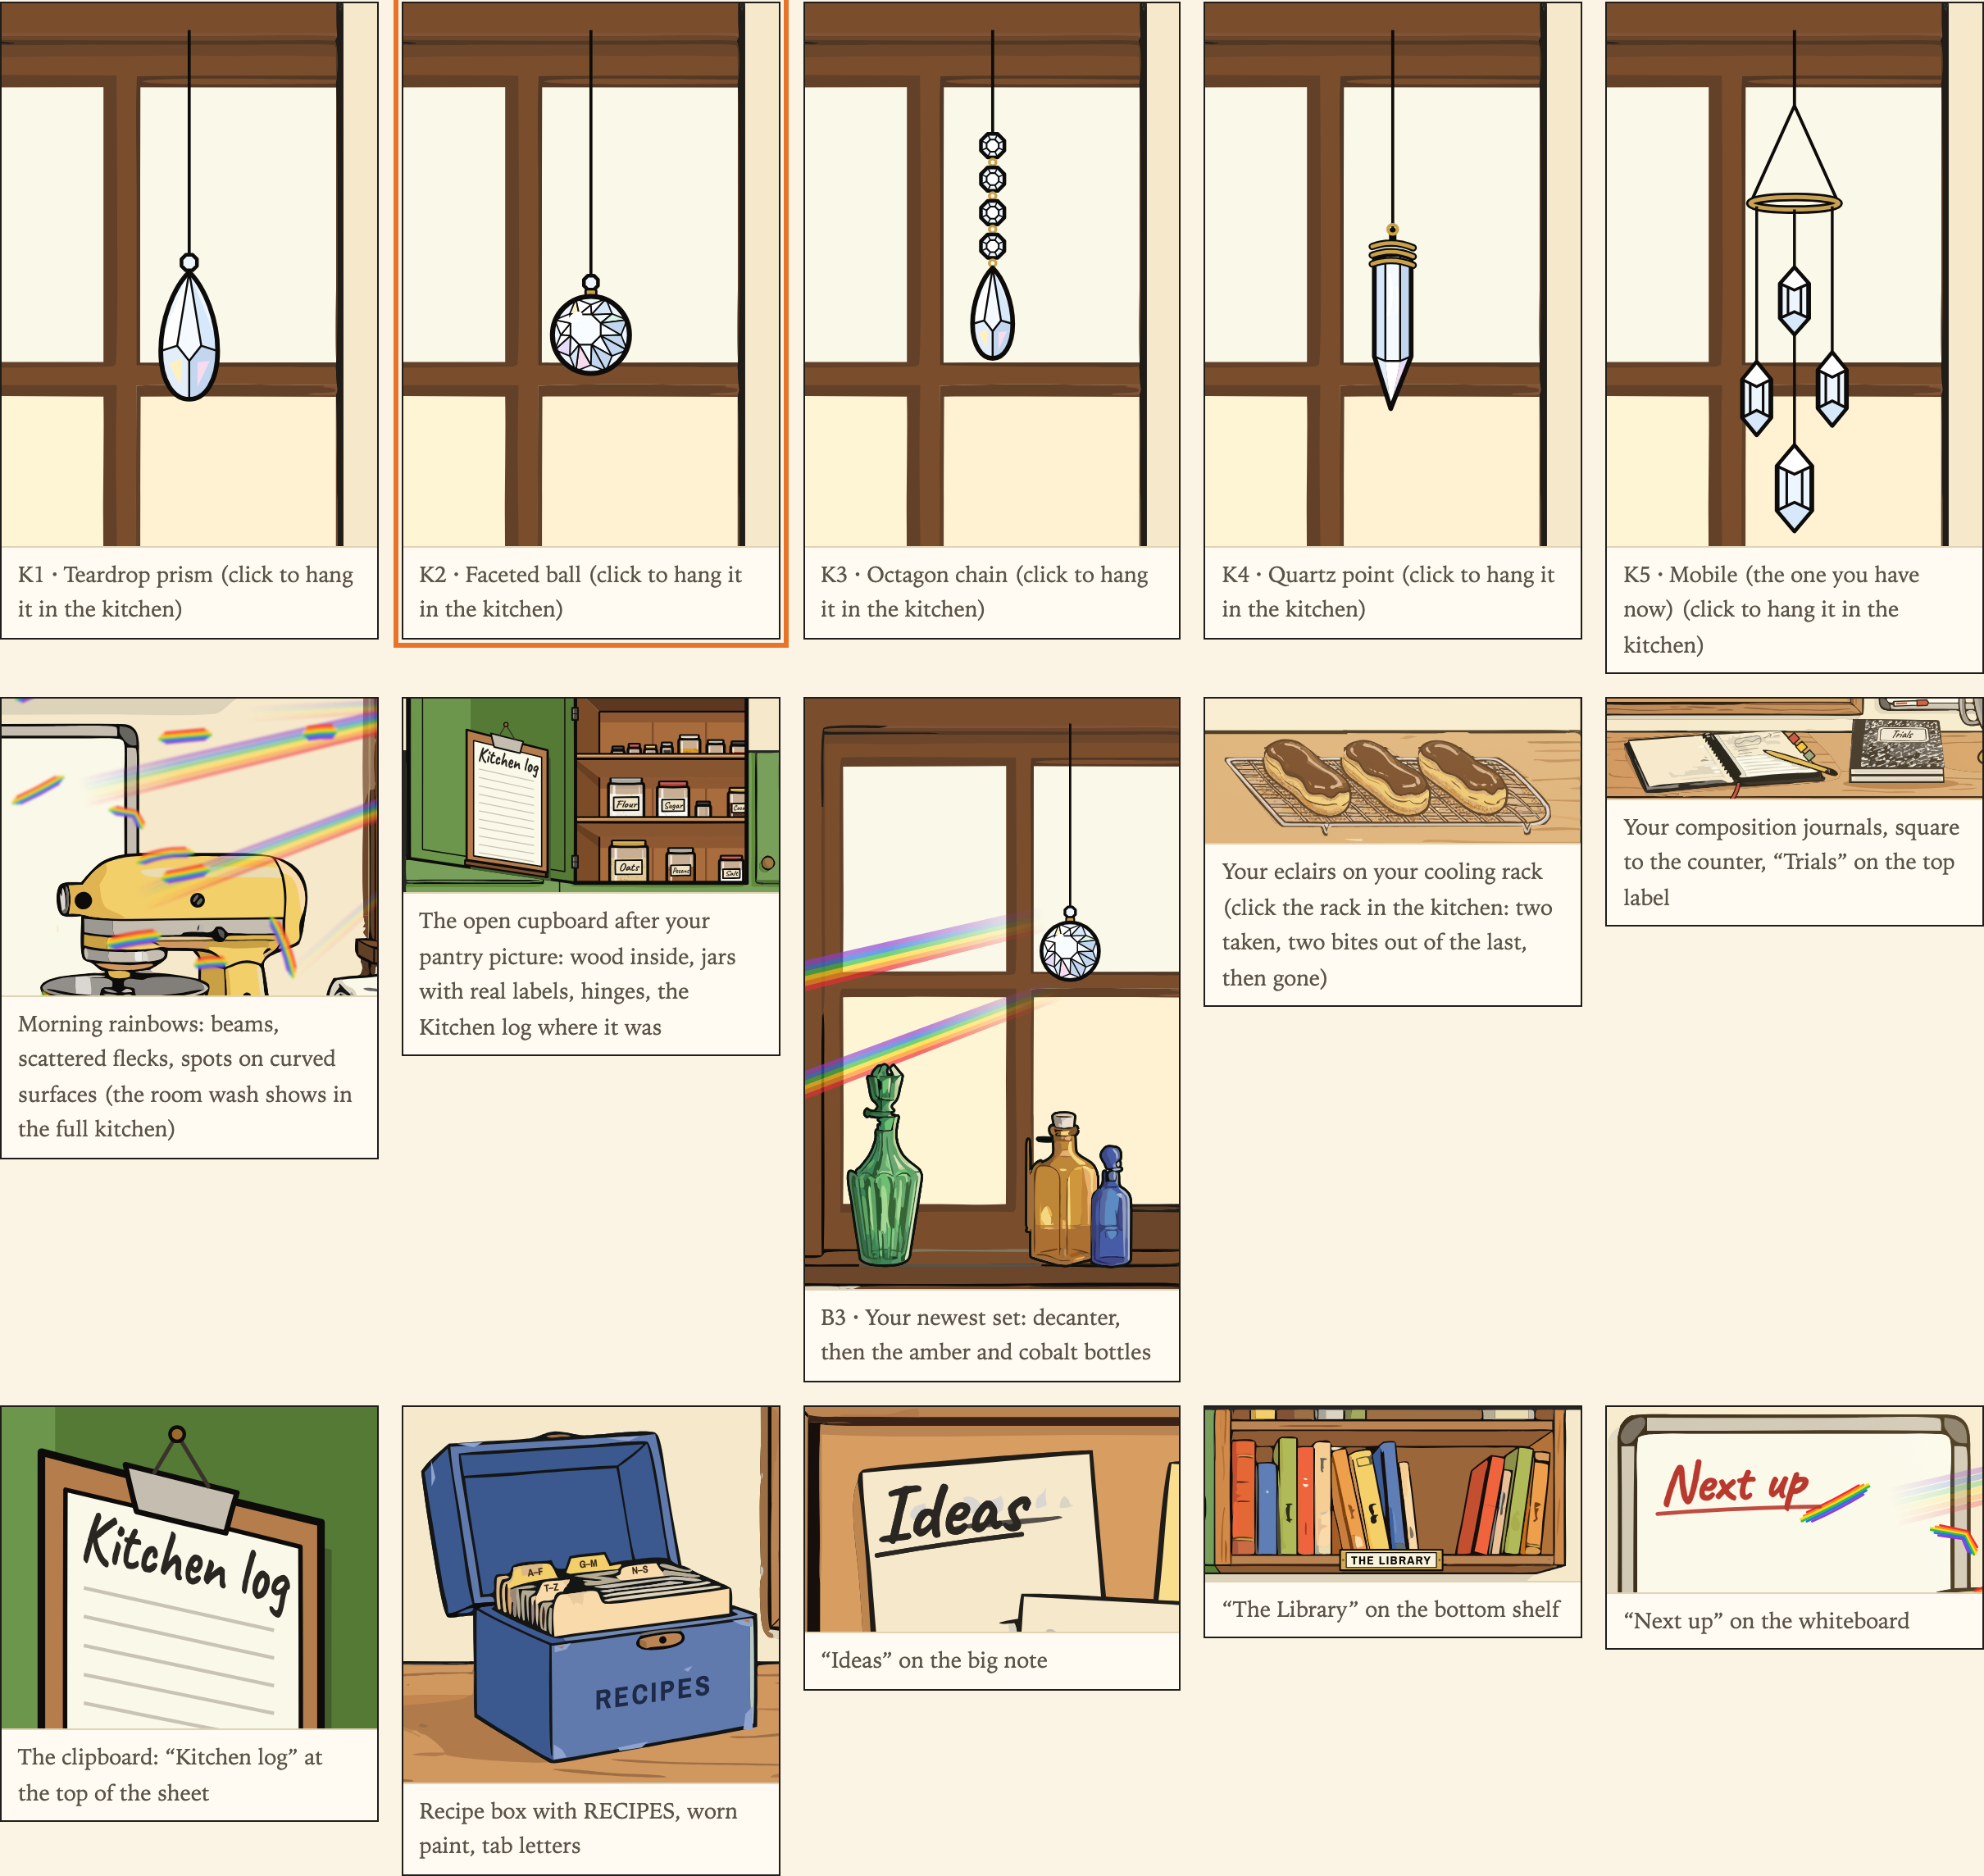 K1 · Teardrop prism (click to hang
it in the kitchen)
K2 · Faceted ball (click to hang it
in the kitchen)
K3 · Octagon chain (click to hang
it in the kitchen)
K4 · Quartz point (click to hang it
in the kitchen)
K5 · Mobile (the one you have
now) (click to hang it in the
kitchen)
Morning rainbows: beams,
scattered flecks, spots on curved
surfaces (the room wash shows in
the full kitchen)
Kitchen log
Flour
Sugar
Oats
Pecans
Salt
The open cupboard after your
pantry picture: wood inside, jars
with real labels, hinges, the
Kitchen log where it was
B3 · Your newest set: decanter,
then the amber and cobalt bottles
Your eclairs on your cooling rack
(click the rack in the kitchen: two
taken, two bites out of the last,
then gone)
Trials
Your composition journals, square
to the counter, “Trials” on the top
label
Kitchen log
The clipboard: “Kitchen log” at
the top of the sheet
A–F
G–M
N–S
T–Z
RECIPES
Recipe box with RECIPES, worn
paint, tab letters
Ideas
“Ideas” on the big note
THE LIBRARY
“The Library” on the bottom shelf
Next up
“Next up” on the whiteboard